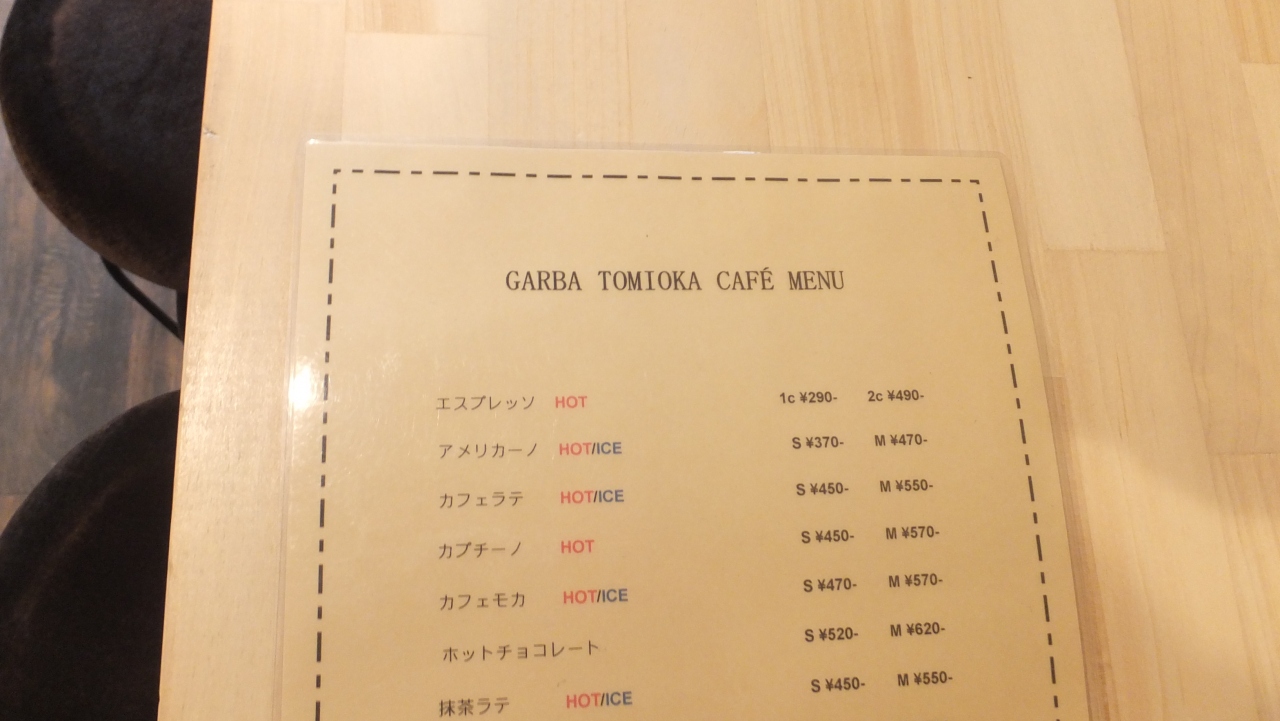 GARBA TOMIOKA CAFÉ MENU
エスプレッソ HOT 1c ¥290- 2c ¥490-
アメリカーノ HOT/ICE S ¥370- M ¥470-
カフェラテ HOT/ICE S ¥450- M ¥550-
カプチーノ HOT S ¥450- M ¥570-
カフェモカ HOT/ICE S ¥470- M ¥570-
ホットチョコレート S ¥520- M ¥620-
抹茶ラテ HOT/ICE S ¥450- M ¥550-